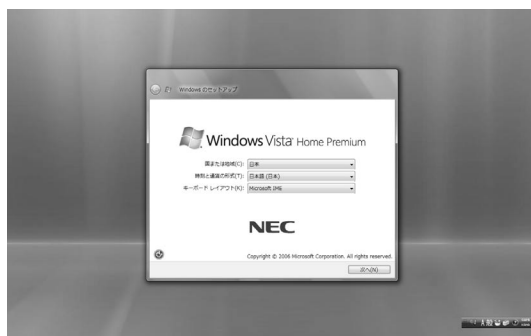 Windows のセットアップ
Windows Vista™ Home Premium
国または地域(C): 日本
時刻と通貨の形式(T): 日本語 (日本)
キーボード レイアウト(K): Microsoft IME
NEC
Copyright © 2006 Microsoft Corporation. All rights reserved.
次へ(N)
A 般